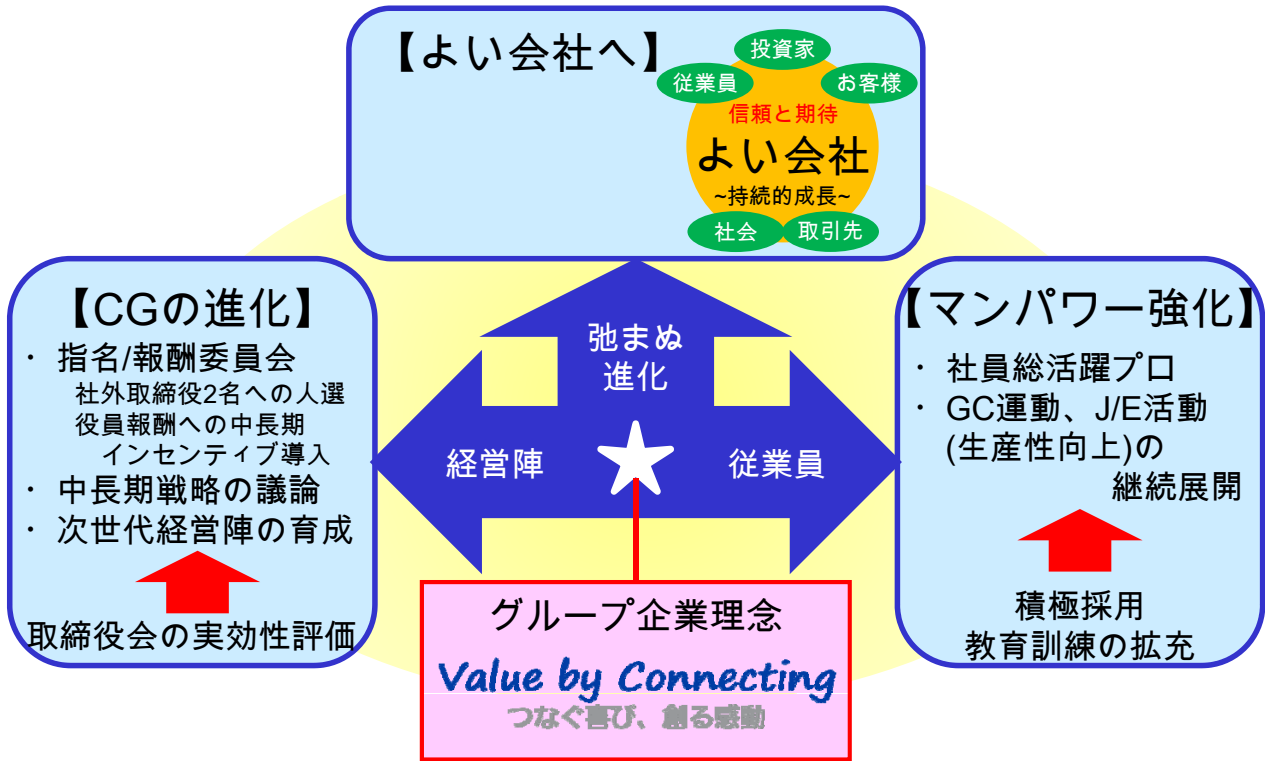 【よい会社へ】
投資家
従業員
お客様
信頼と期待
よい会社
~持続的成長~
社会
取引先
【CGの進化】
・ 指名/報酬委員会
社外取締役2名への人選
役員報酬への中長期
インセンティブ導入
・ 中長期戦略の議論
・ 次世代経営陣の育成
取締役会の実効性評価
弛まぬ
進化
経営陣
従業員
【マンパワー強化】
・ 社員総活躍プロ
・ GC運動、J/E活動
(生産性向上)の
継続展開
積極採用
教育訓練の拡充
グループ企業理念
Value by Connecting
つなぐ喜び、創る感動